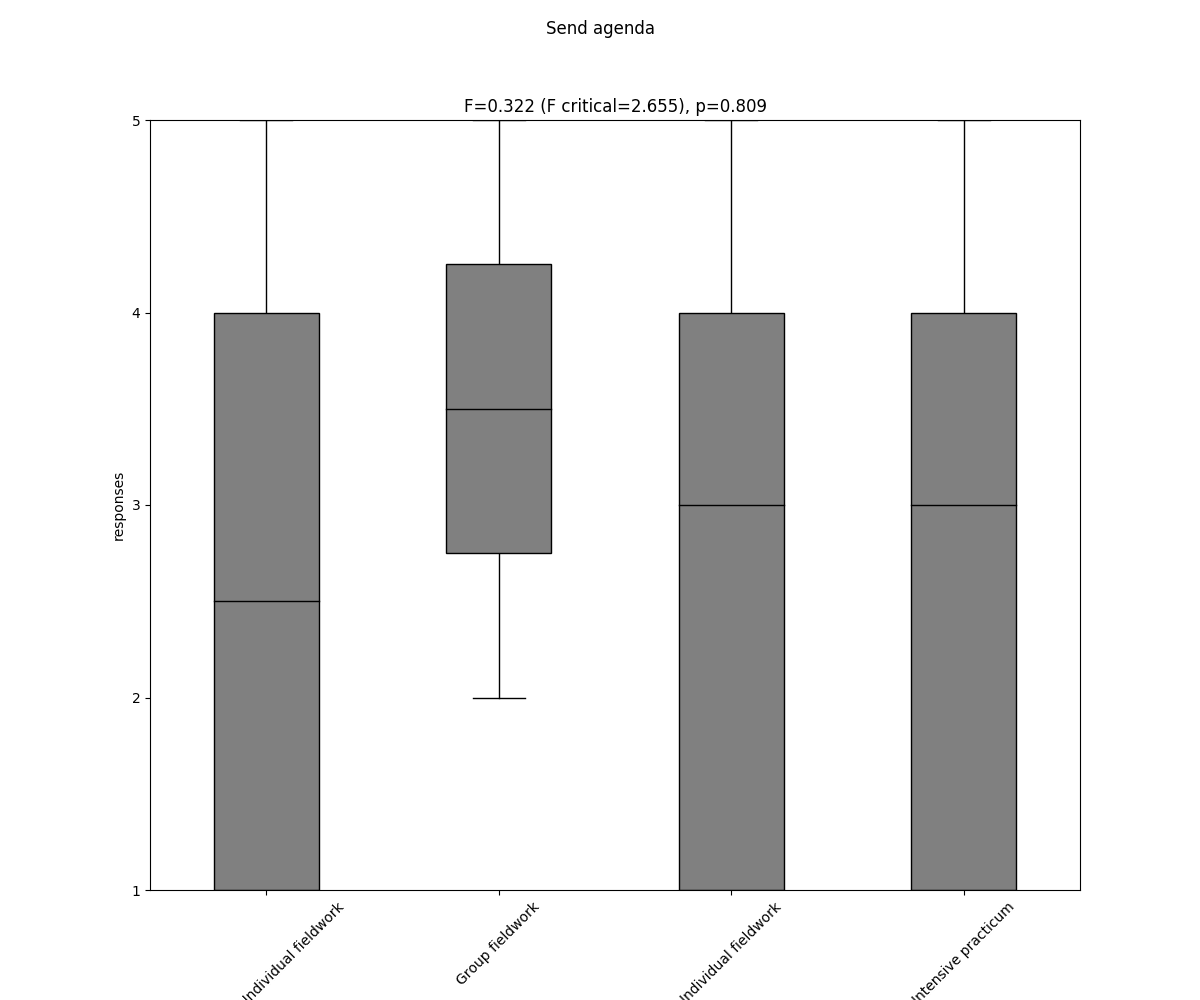 Send agenda
F=0.322 (F critical=2.655), p=0.809
5
4
3
2
1
responses
Individual fieldwork
Group fieldwork
Individual fieldwork
Intensive practicum